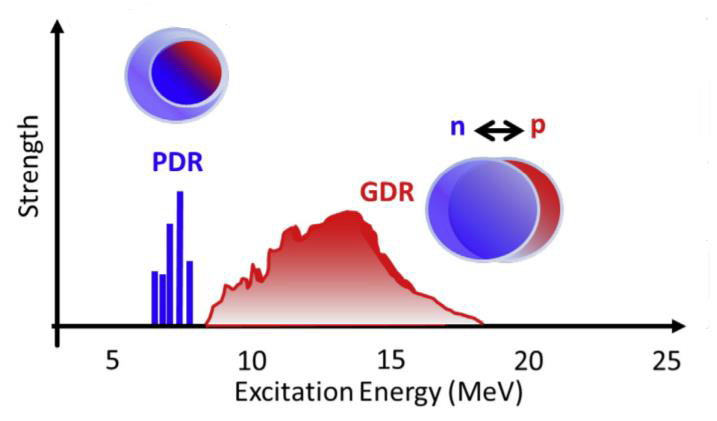 Strength
PDR
GDR
n p
5 10 15 20 25
Excitation Energy (MeV)